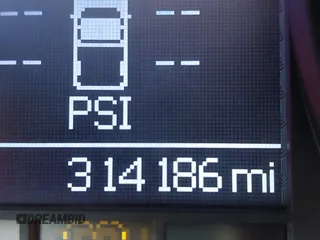 -- --
-- --
PSI
314186 mi
DREAMBID